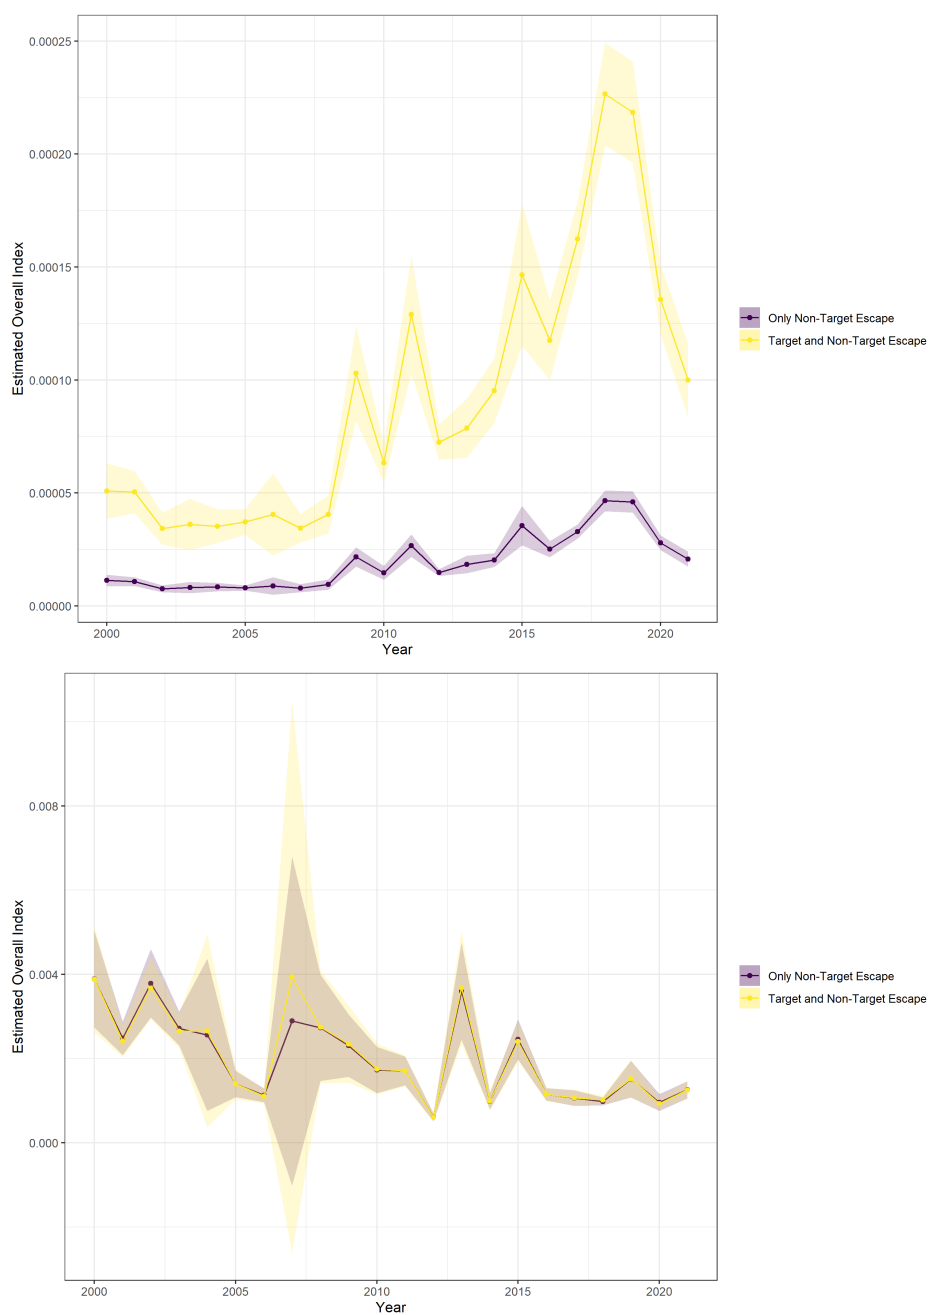 Estimated Overall Index
0.00025
0.00020
0.00015
0.00010
0.00005
0.00000
2000 2005 2010 2015 2020
Year
Only Non-Target Escape
Target and Non-Target Escape
Estimated Overall Index
0.008
0.004
0.000
2000 2005 2010 2015 2020
Year
Only Non-Target Escape
Target and Non-Target Escape